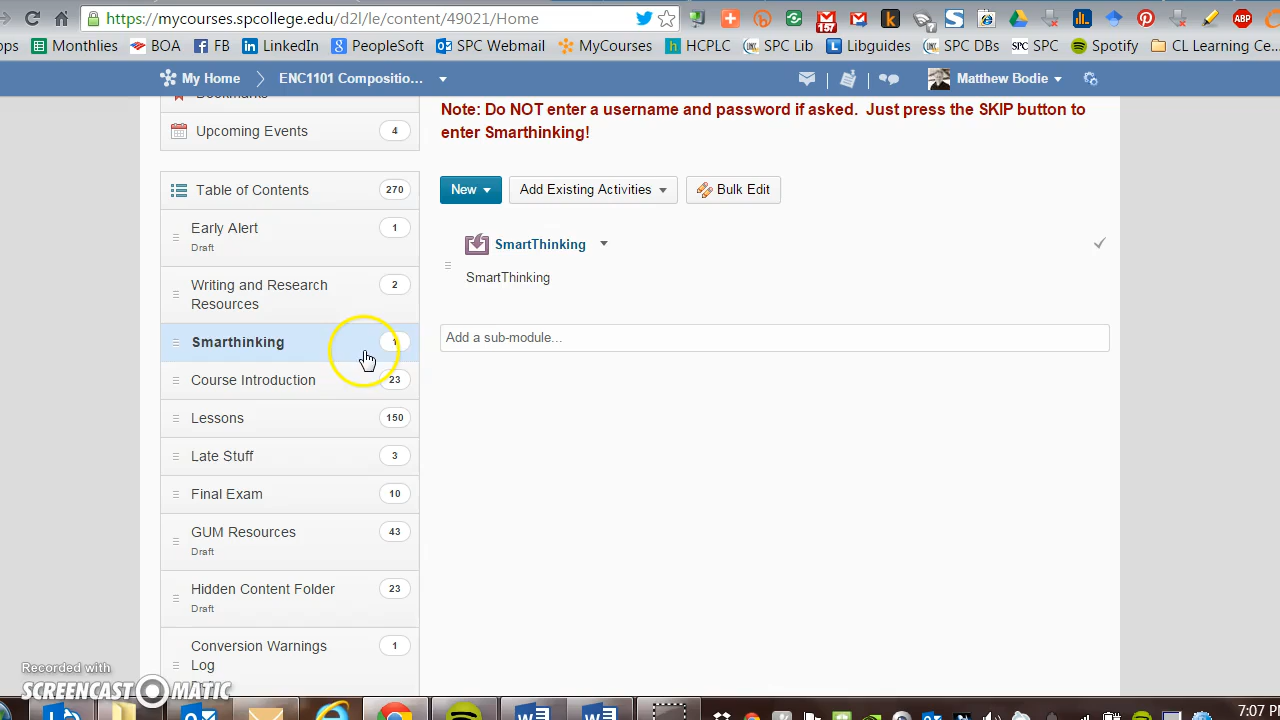 https://mycourses.spcollege.edu/d2l/le/content/49021/Home
157
ABP
ops Monthlies BOA FB LinkedIn PeopleSoft SPC Webmail MyCourses HCPLC SPC Lib Libguides SPC DBs SPC SPC Spotify CL Learning Ce...
My Home ENC1101 Compositio... Matthew Bodie
Bookmarks
Upcoming Events 4
Table of Contents 270
Early Alert 1
Draft
Writing and Research Resources 2
Smarthinking 1
Course Introduction 23
Lessons 150
Late Stuff 3
Final Exam 10
GUM Resources 43
Draft
Hidden Content Folder 23
Draft
Conversion Warnings Log 1
Note: Do NOT enter a username and password if asked. Just press the SKIP button to
enter Smarthinking!
New Add Existing Activities Bulk Edit
SmartThinking
SmartThinking
Add a sub-module...
Recorded with
SCREENCAST-O-MATIC
7:07 PM